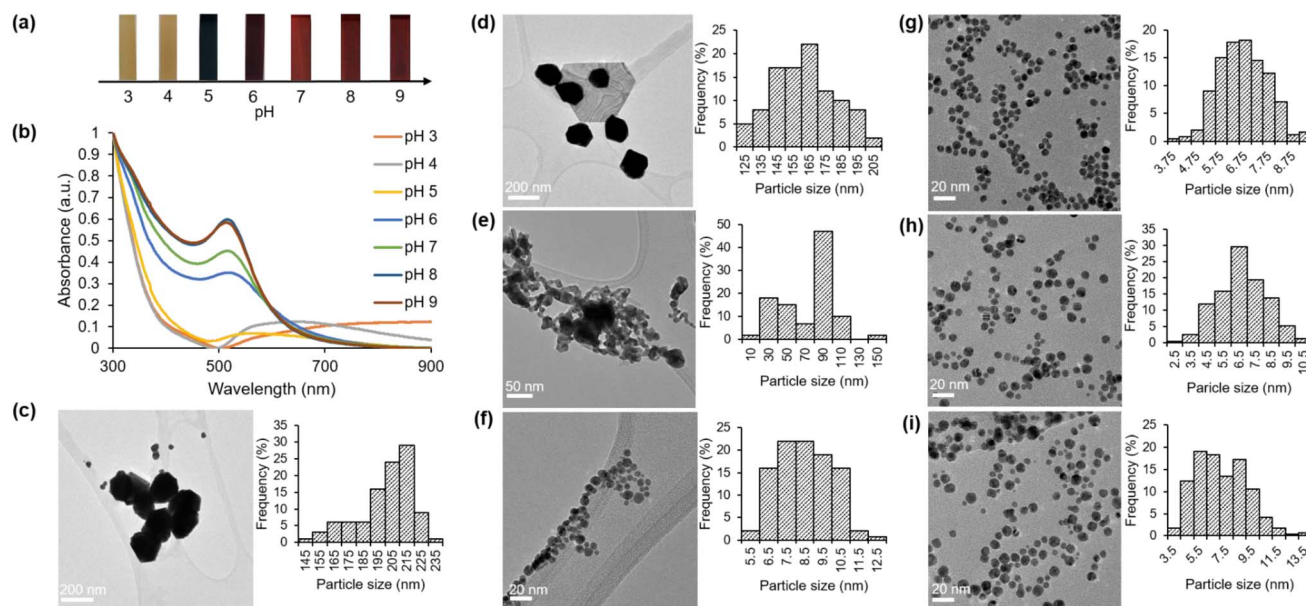 (a)
3 4 5 6 7 8 9
pH
(b)
1
0.9
0.8
0.7
0.6
0.5
0.4
0.3
0.2
0.1
0
Absorbance (a.u.)
300 500 700 900
Wavelength (nm)
pH 3
pH 4
pH 5
pH 6
pH 7
pH 8
pH 9
(c)
200 nm
35
30
25
20
15
10
5
0
Frequency (%)
145 155 165 175 185 195 205 215 225 235
Particle size (nm)
(d)
200 nm
25
20
15
10
5
0
Frequency (%)
125 135 145 155 165 175 185 195 205
Particle size (nm)
(e)
50 nm
50
40
30
20
10
0
Frequency (%)
10 30 50 70 90 110 130 150
Particle size (nm)
(f)
20 nm
25
20
15
10
5
0
Frequency (%)
5.5 6.5 7.5 8.5 9.5 10.5 11.5 12.5
Particle size (nm)
(g)
20 nm
20
15
10
5
0
Frequency (%)
3.75 4.75 5.75 6.75 7.75 8.75
Particle size (nm)
(h)
20 nm
35
30
25
20
15
10
5
0
Frequency (%)
2.5 3.5 4.5 5.5 6.5 7.5 8.5 9.5 10.5
Paricle size (nm)
(i)
20 nm
25
20
15
10
5
0
Frequency (%)
3.5 5.5 7.5 9.5 11.5 13.5
Particle size (nm)